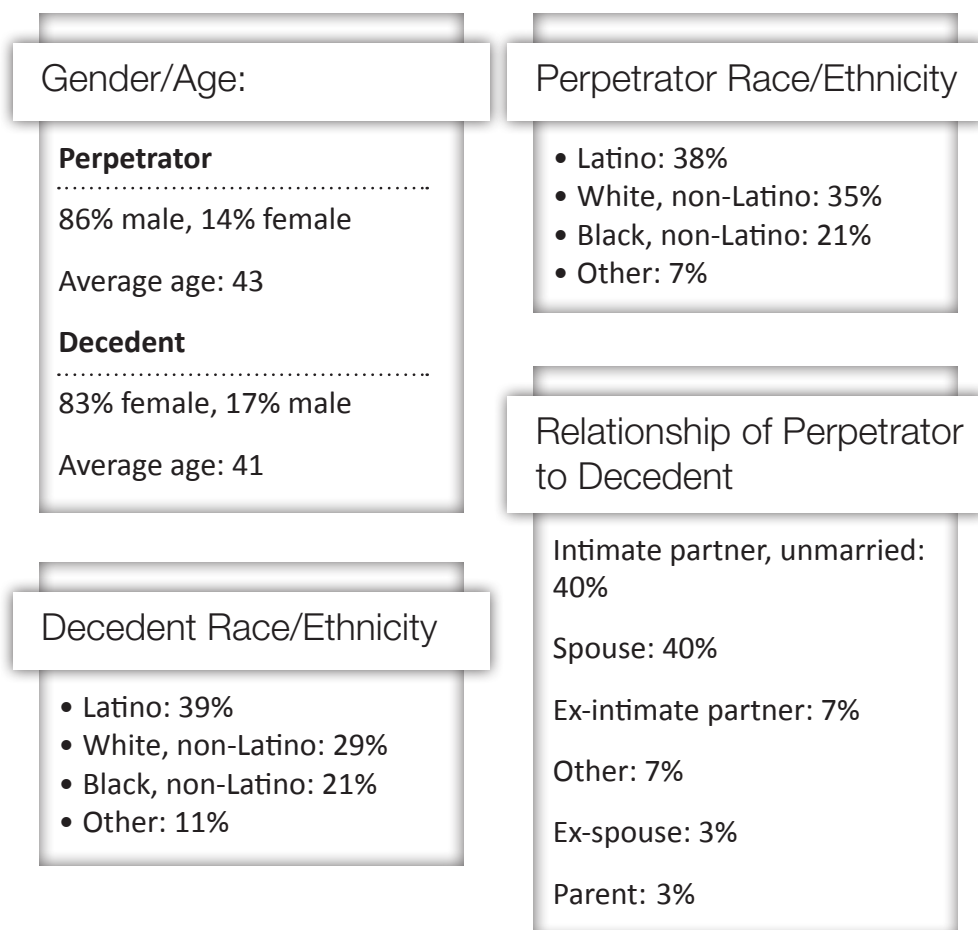 Gender/Age:
Perpetrator
86% male, 14% female
Average age: 43
Decedent
83% female, 17% male
Average age: 41
Decedent Race/Ethnicity
• Latino: 39%
• White, non-Latino: 29%
• Black, non-Latino: 21%
• Other: 11%
Perpetrator Race/Ethnicity
• Latino: 38%
• White, non-Latino: 35%
• Black, non-Latino: 21%
• Other: 7%
Relationship of Perpetrator
to Decedent
Intimate partner, unmarried:
40%
Spouse: 40%
Ex-intimate partner: 7%
Other: 7%
Ex-spouse: 3%
Parent: 3%